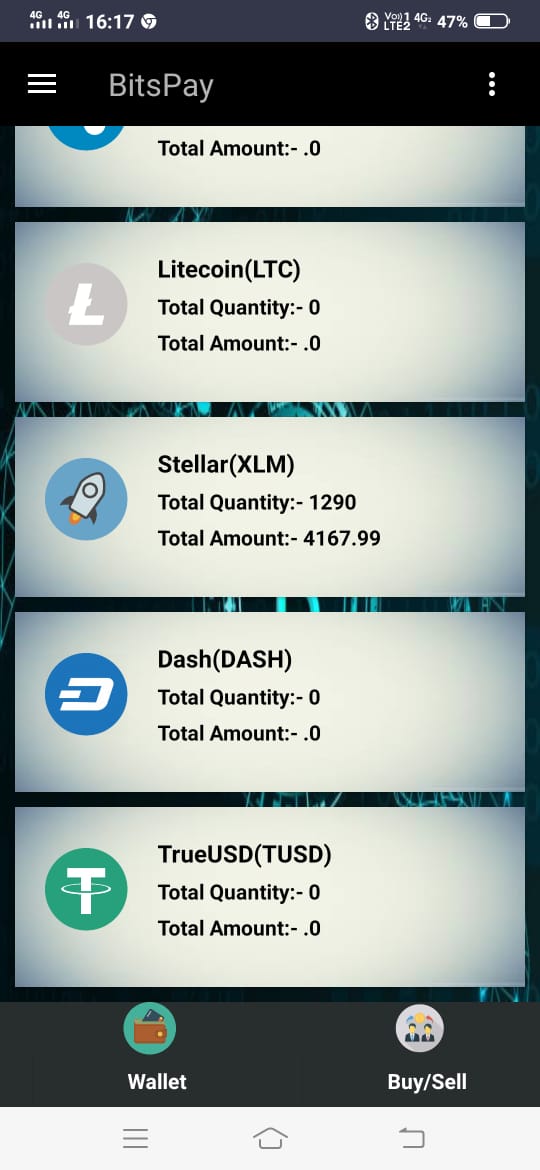 4G 4G 16:17 Vo)) 1 4G2 47%
LTE2
BitsPay
Total Amount:- .0
Litecoin(LTC)
Total Quantity:- 0
Total Amount:- .0
Stellar(XLM)
Total Quantity:- 1290
Total Amount:- 4167.99
Dash(DASH)
Total Quantity:- 0
Total Amount:- .0
TrueUSD(TUSD)
Total Quantity:- 0
Total Amount:- .0
Wallet Buy/Sell